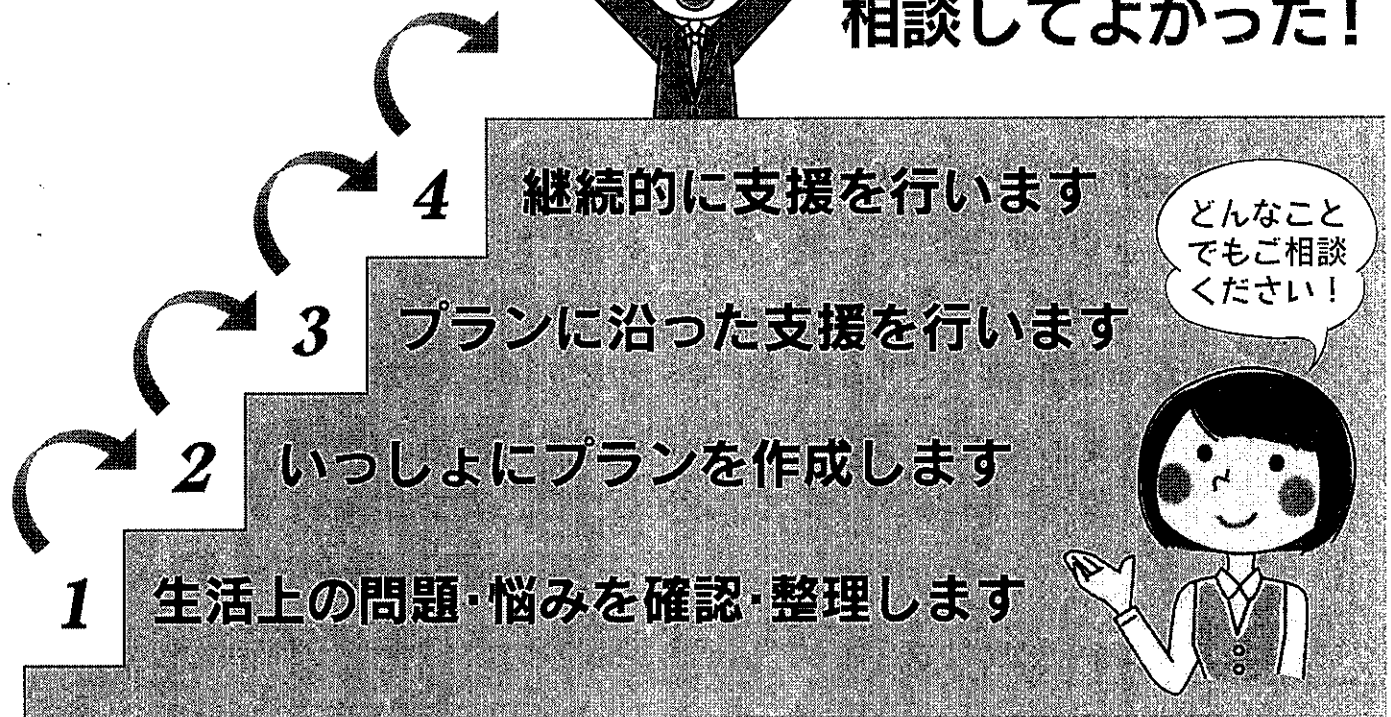 相談してよかった！
4 継続的に支援を行います
どんなこと
でもご相談
ください！
3 プランに沿った支援を行います
2 いっしょにプランを作成します
1 生活上の問題・悩みを確認・整理します